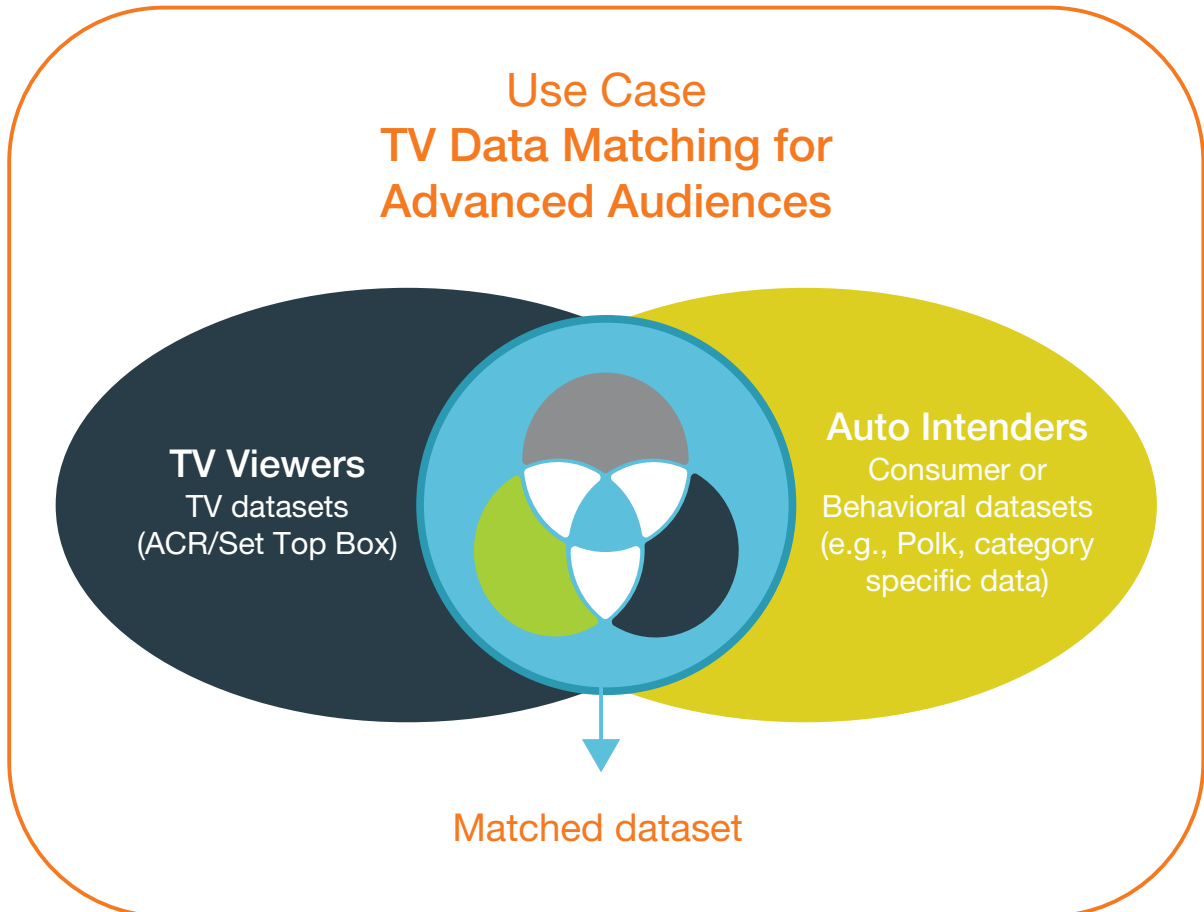 Use Case
TV Data Matching for
Advanced Audiences
TV Viewers
TV datasets
(ACR/Set Top Box)
Auto Intenders
Consumer or
Behavioral datasets
(e.g., Polk, category
specific data)
Matched dataset